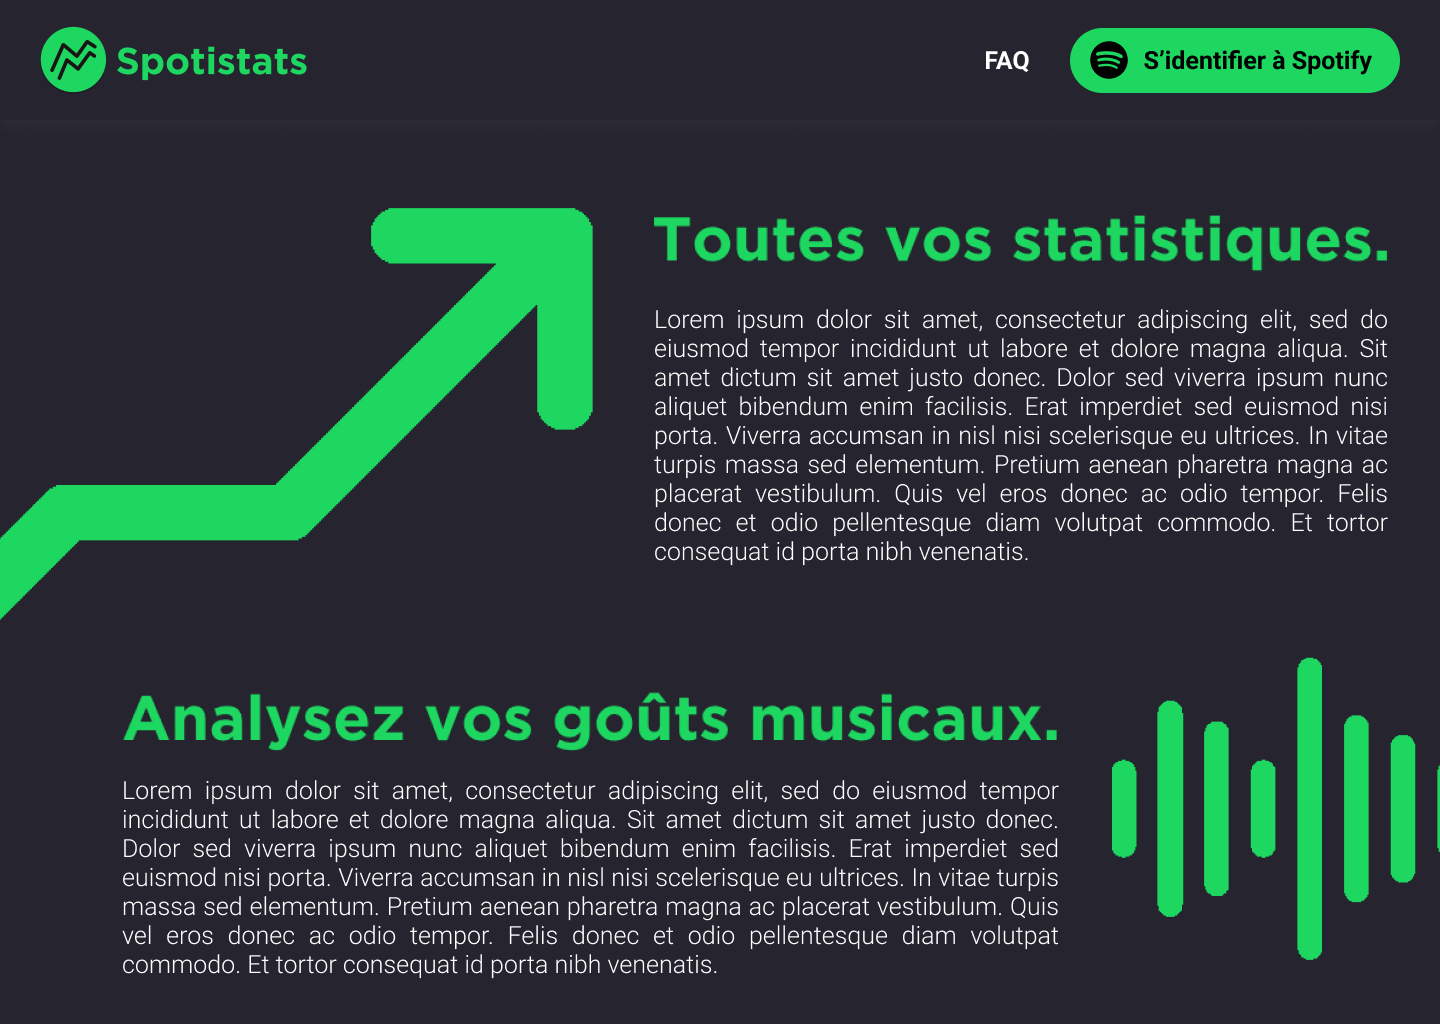 Spotistats
FAQ
S’identifier à Spotify
Toutes vos statistiques.
Lorem ipsum dolor sit amet, consectetur adipiscing elit, sed do
eiusmod tempor incididunt ut labore et dolore magna aliqua. Sit
amet dictum sit amet justo donec. Dolor sed viverra ipsum nunc
aliquet bibendum enim facilisis. Erat imperdiet sed euismod nisi
porta. Viverra accumsan in nisl nisi scelerisque eu ultrices. In vitae
turpis massa sed elementum. Pretium aenean pharetra magna ac
placerat vestibulum. Quis vel eros donec ac odio tempor. Felis
donec et odio pellentesque diam volutpat commodo. Et tortor
consequat id porta nibh venenatis.
Analysez vos goûts musicaux.
Lorem ipsum dolor sit amet, consectetur adipiscing elit, sed do eiusmod tempor
incididunt ut labore et dolore magna aliqua. Sit amet dictum sit amet justo donec.
Dolor sed viverra ipsum nunc aliquet bibendum enim facilisis. Erat imperdiet sed
euismod nisi porta. Viverra accumsan in nisl nisi scelerisque eu ultrices. In vitae turpis
massa sed elementum. Pretium aenean pharetra magna ac placerat vestibulum. Quis
vel eros donec ac odio tempor. Felis donec et odio pellentesque diam volutpat
commodo. Et tortor consequat id porta nibh venenatis.